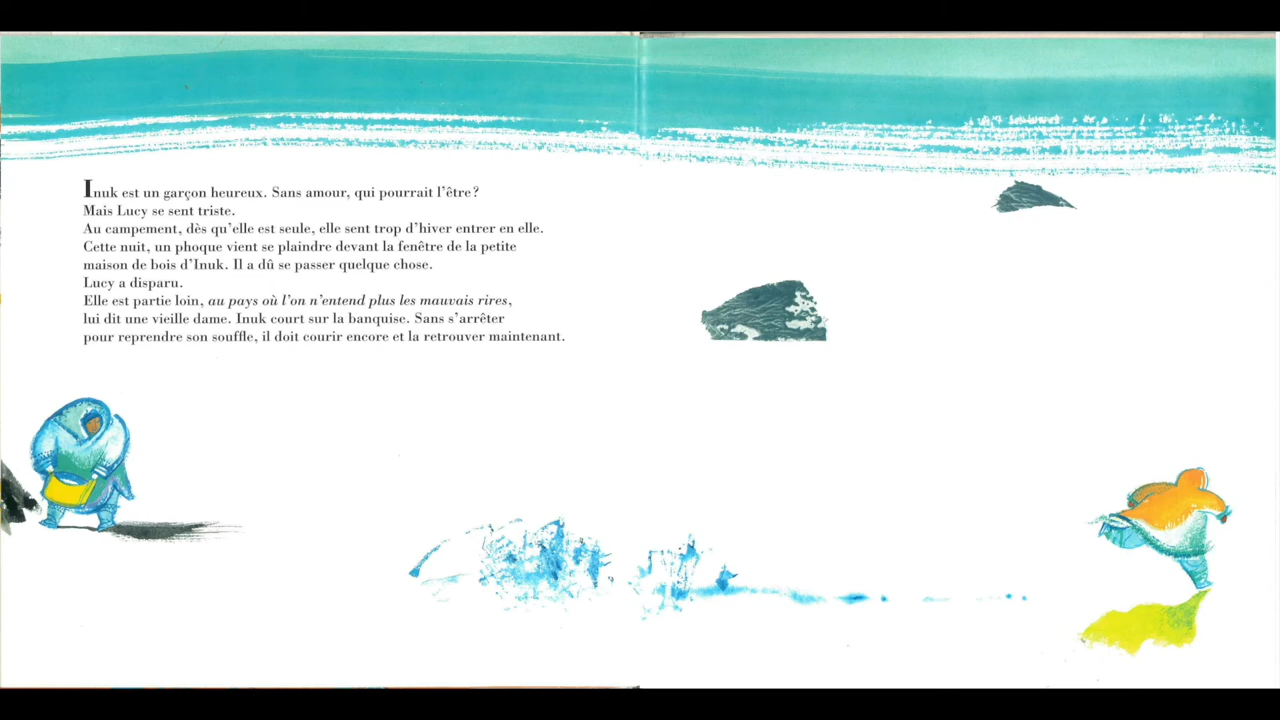 Inuk est un garçon heureux. Sans amour, qui pourrait l'être ?
Mais Lucy se sent triste.
Au campement, dès qu'elle est seule, elle sent trop d'hiver entrer en elle.
Cette nuit, un phoque vient se plaindre devant la fenêtre de la petite
maison de bois d'Inuk. Il a dû se passer quelque chose.
Lucy a disparu.
Elle est partie loin, au pays où l'on n'entend plus les mauvais rires,
lui dit une vieille dame. Inuk court sur la banquise. Sans s'arrêter
pour reprendre son souffle, il doit courir encore et la retrouver maintenant.